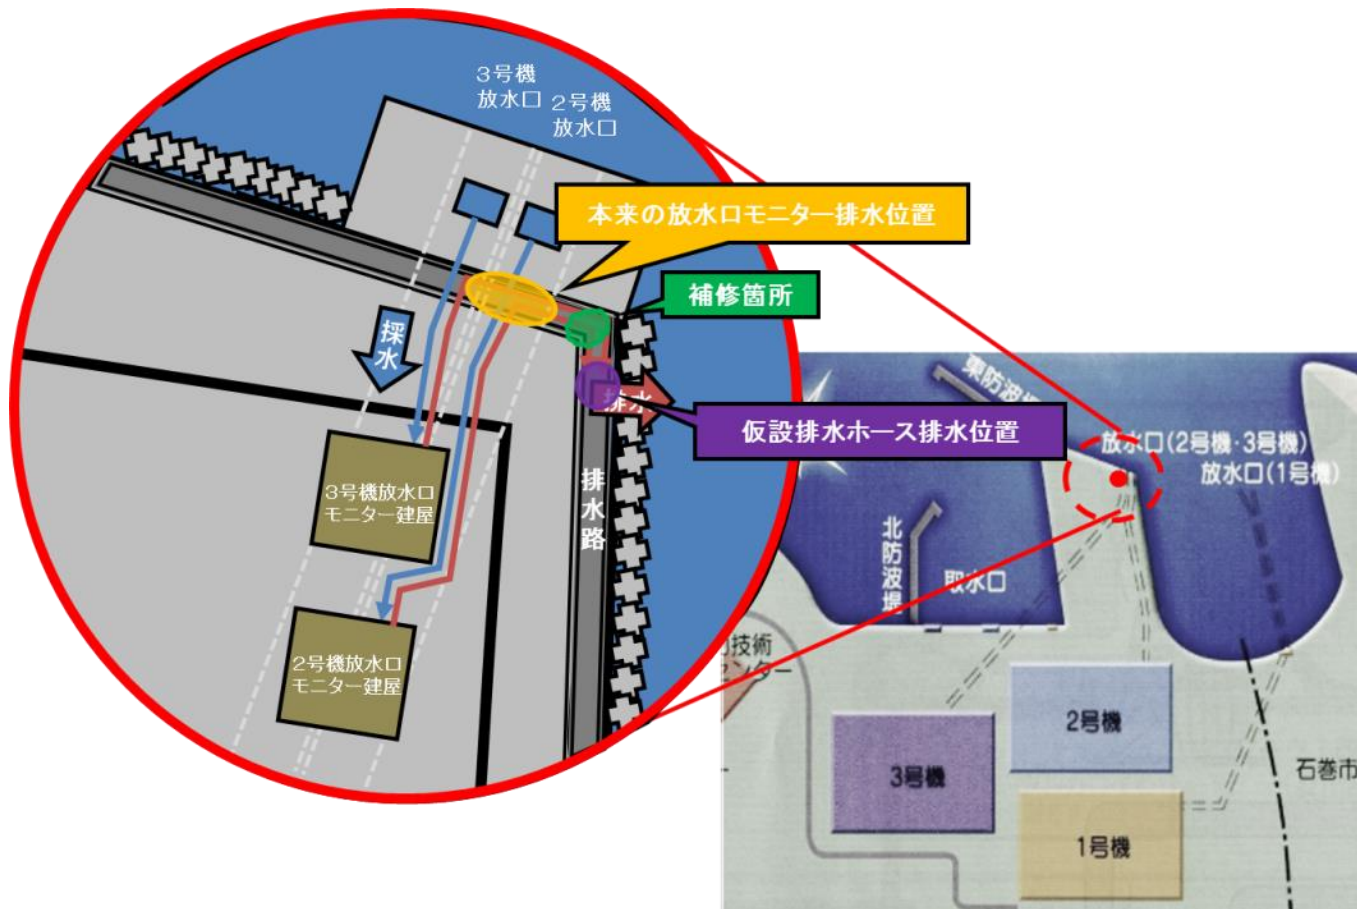 3号機
放水口
2号機
放水口
本来の放水口モニター排水位置
補修箇所
採水
排水
仮設排水ホース排水位置
排水路
3号機放水口
モニター建屋
2号機放水口
モニター建屋
東防波堤
放水口(2号機・3号機)
放水口(1号機)
北防波堤
取水口
技術
ンター
2号機
3号機
1号機
石巻市